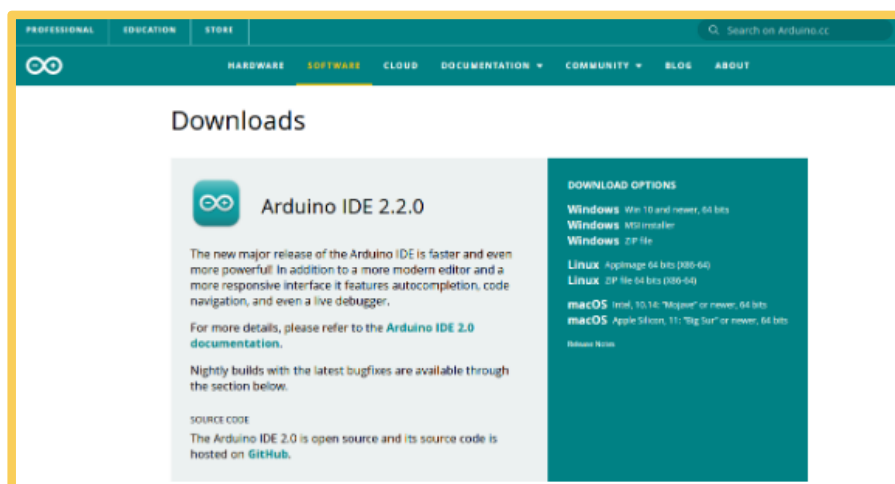 PROFESSIONAL EDUCATION STORE
Search on Arduino.cc
HARDWARE SOFTWARE CLOUD DOCUMENTATION COMMUNITY BLOG ABOUT
Downloads
Arduino IDE 2.2.0
The new major release of the Arduino IDE is faster and even
more powerful! In addition to a more modern editor and a
more responsive interface it features autocompletion, code
navigation, and even a live debugger.
For more details, please refer to the Arduino IDE 2.0
documentation.
Nightly builds with the latest bugfixes are available through
the section below.
SOURCE CODE
The Arduino IDE 2.0 is open source and its source code is
hosted on GitHub.
DOWNLOAD OPTIONS
Windows Win 10 and newer, 64 bits
Windows MSI installer
Windows ZIP file
Linux AppImage 64 bits (X86-64)
Linux ZIP file 64 bits (X86-64)
macOS Intel, 10.14: "Mojave" or newer, 64 bits
macOS Apple Silicon, 11: "Big Sur" or newer, 64 bits
Release Notes